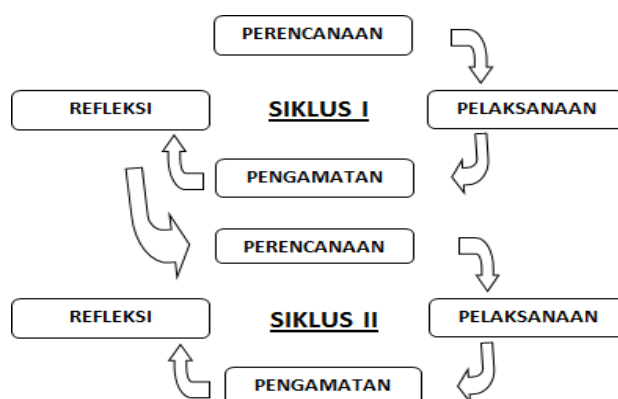 PERENCANAAN
REFLEKSI
SIKLUS I
PELAKSANAAN
PENGAMATAN
PERENCANAAN
REFLEKSI
SIKLUS II
PELAKSANAAN
PENGAMATAN